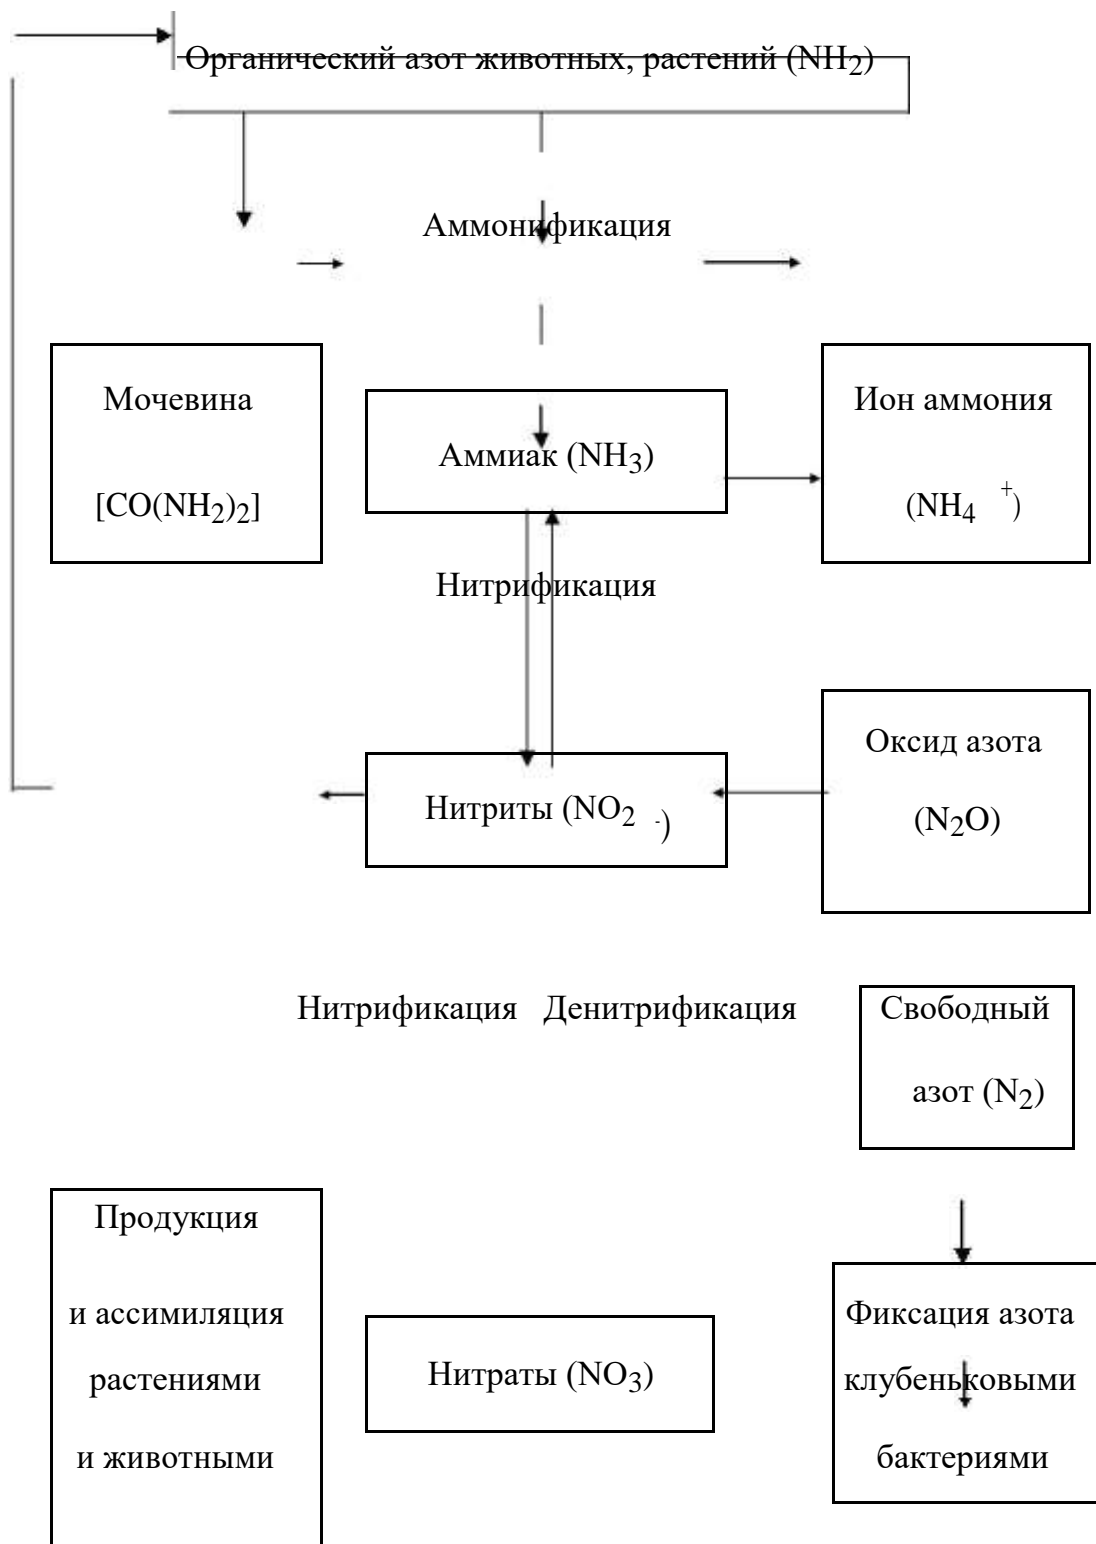 Органический азот животных, растений (NH2)
Аммонификация
Мочевина
[CO(NH2)2]
Аммиак (NH3)
Ион аммония
(NH4 +)
Нитрификация
Нитриты (NO2 -)
Оксид азота
(N2O)
Нитрификация Денитрификация
Свободный
азот (N2)
Продукция
и ассимиляция
растениями
и животными
Нитраты (NO3)
Фиксация азота
клубеньковыми
бактериями